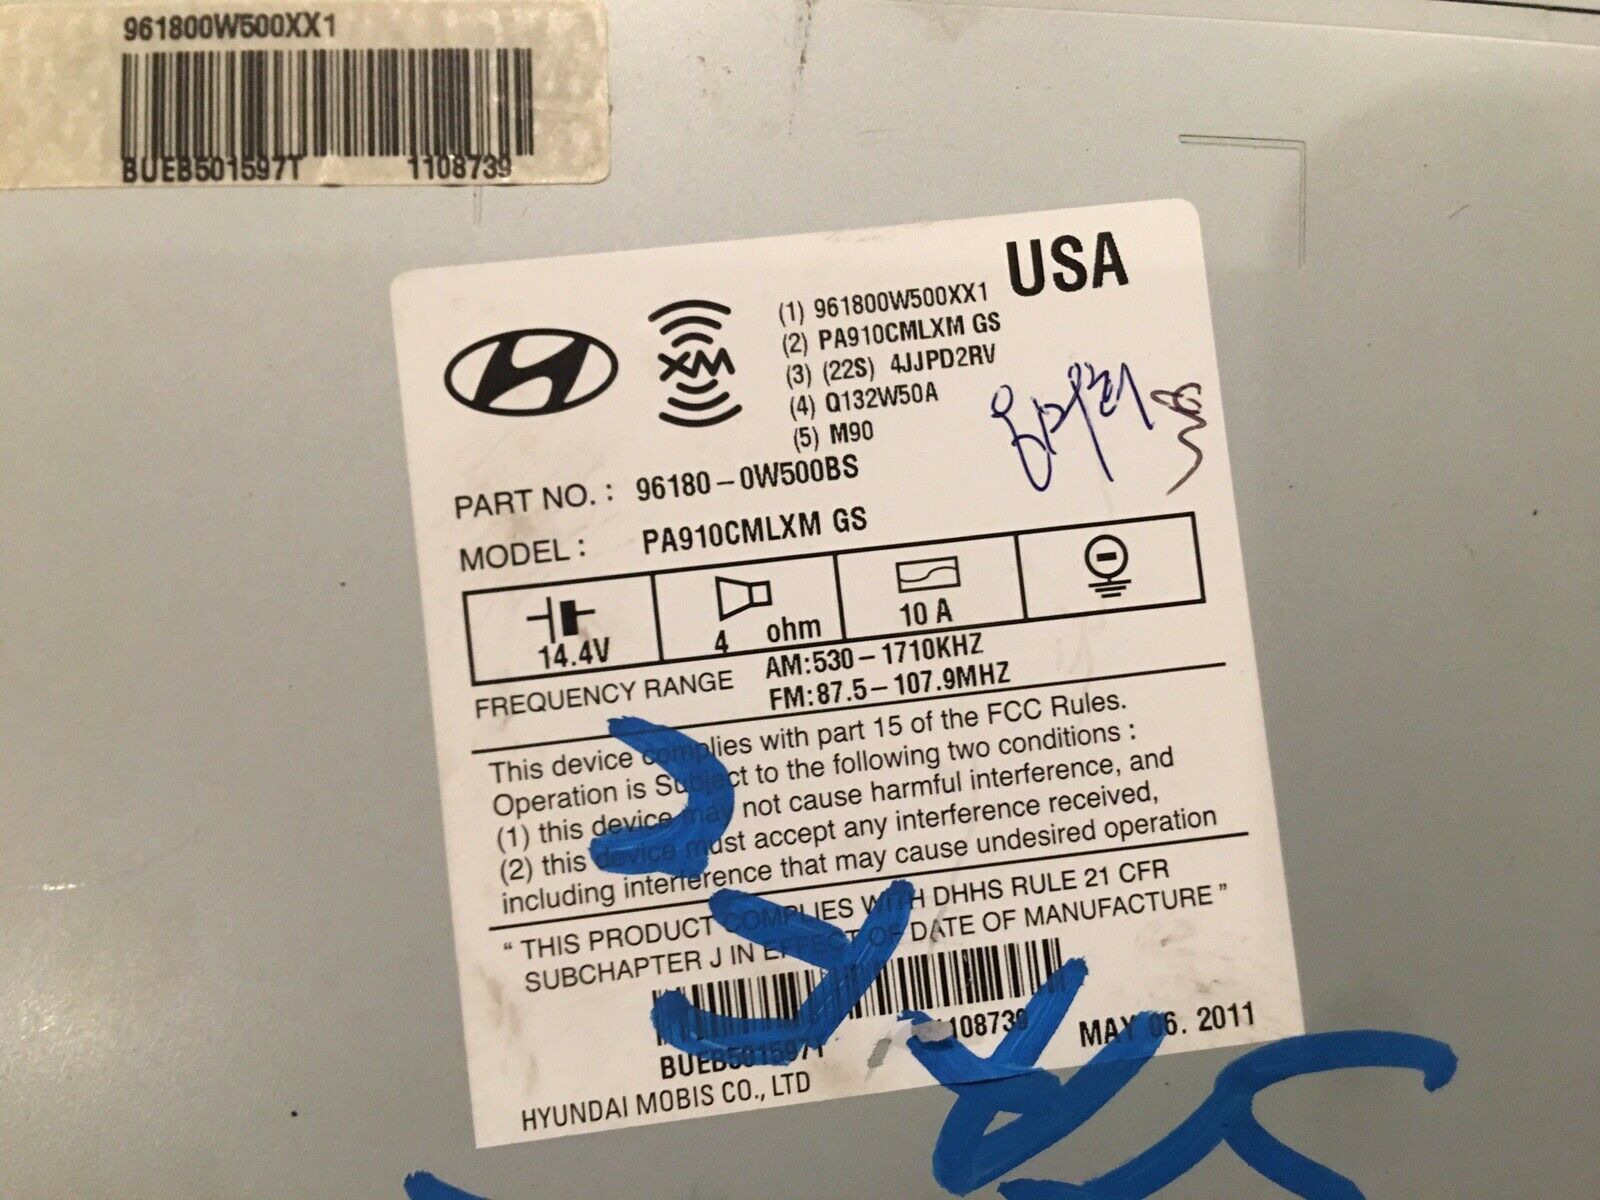 961800W500XX1
BUEB501597T 1108739
USA
XM
(1) 961800W500XX1
(2) PA910CMLXM GS
(3) (22S) 4JJPD2RV
(4) Q132W50A
(5) M90
PART NO. : 96180-0W500BS
MODEL : PA910CMLXM GS
14.4V 4 ohm 10 A
FREQUENCY RANGE AM:530-1710KHZ
FM:87.5-107.9MHZ
This device complies with part 15 of the FCC Rules.
Operation is Subject to the following two conditions :
(1) this device may not cause harmful interference, and
(2) this device must accept any interference received,
including interference that may cause undesired operation
“ THIS PRODUCT COMPLIES WITH DHHS RULE 21 CFR
SUBCHAPTER J IN EFFECT OF DATE OF MANUFACTURE ”
BUEB501597T 1108739 MAY 06. 2011
HYUNDAI MOBIS CO., LTD